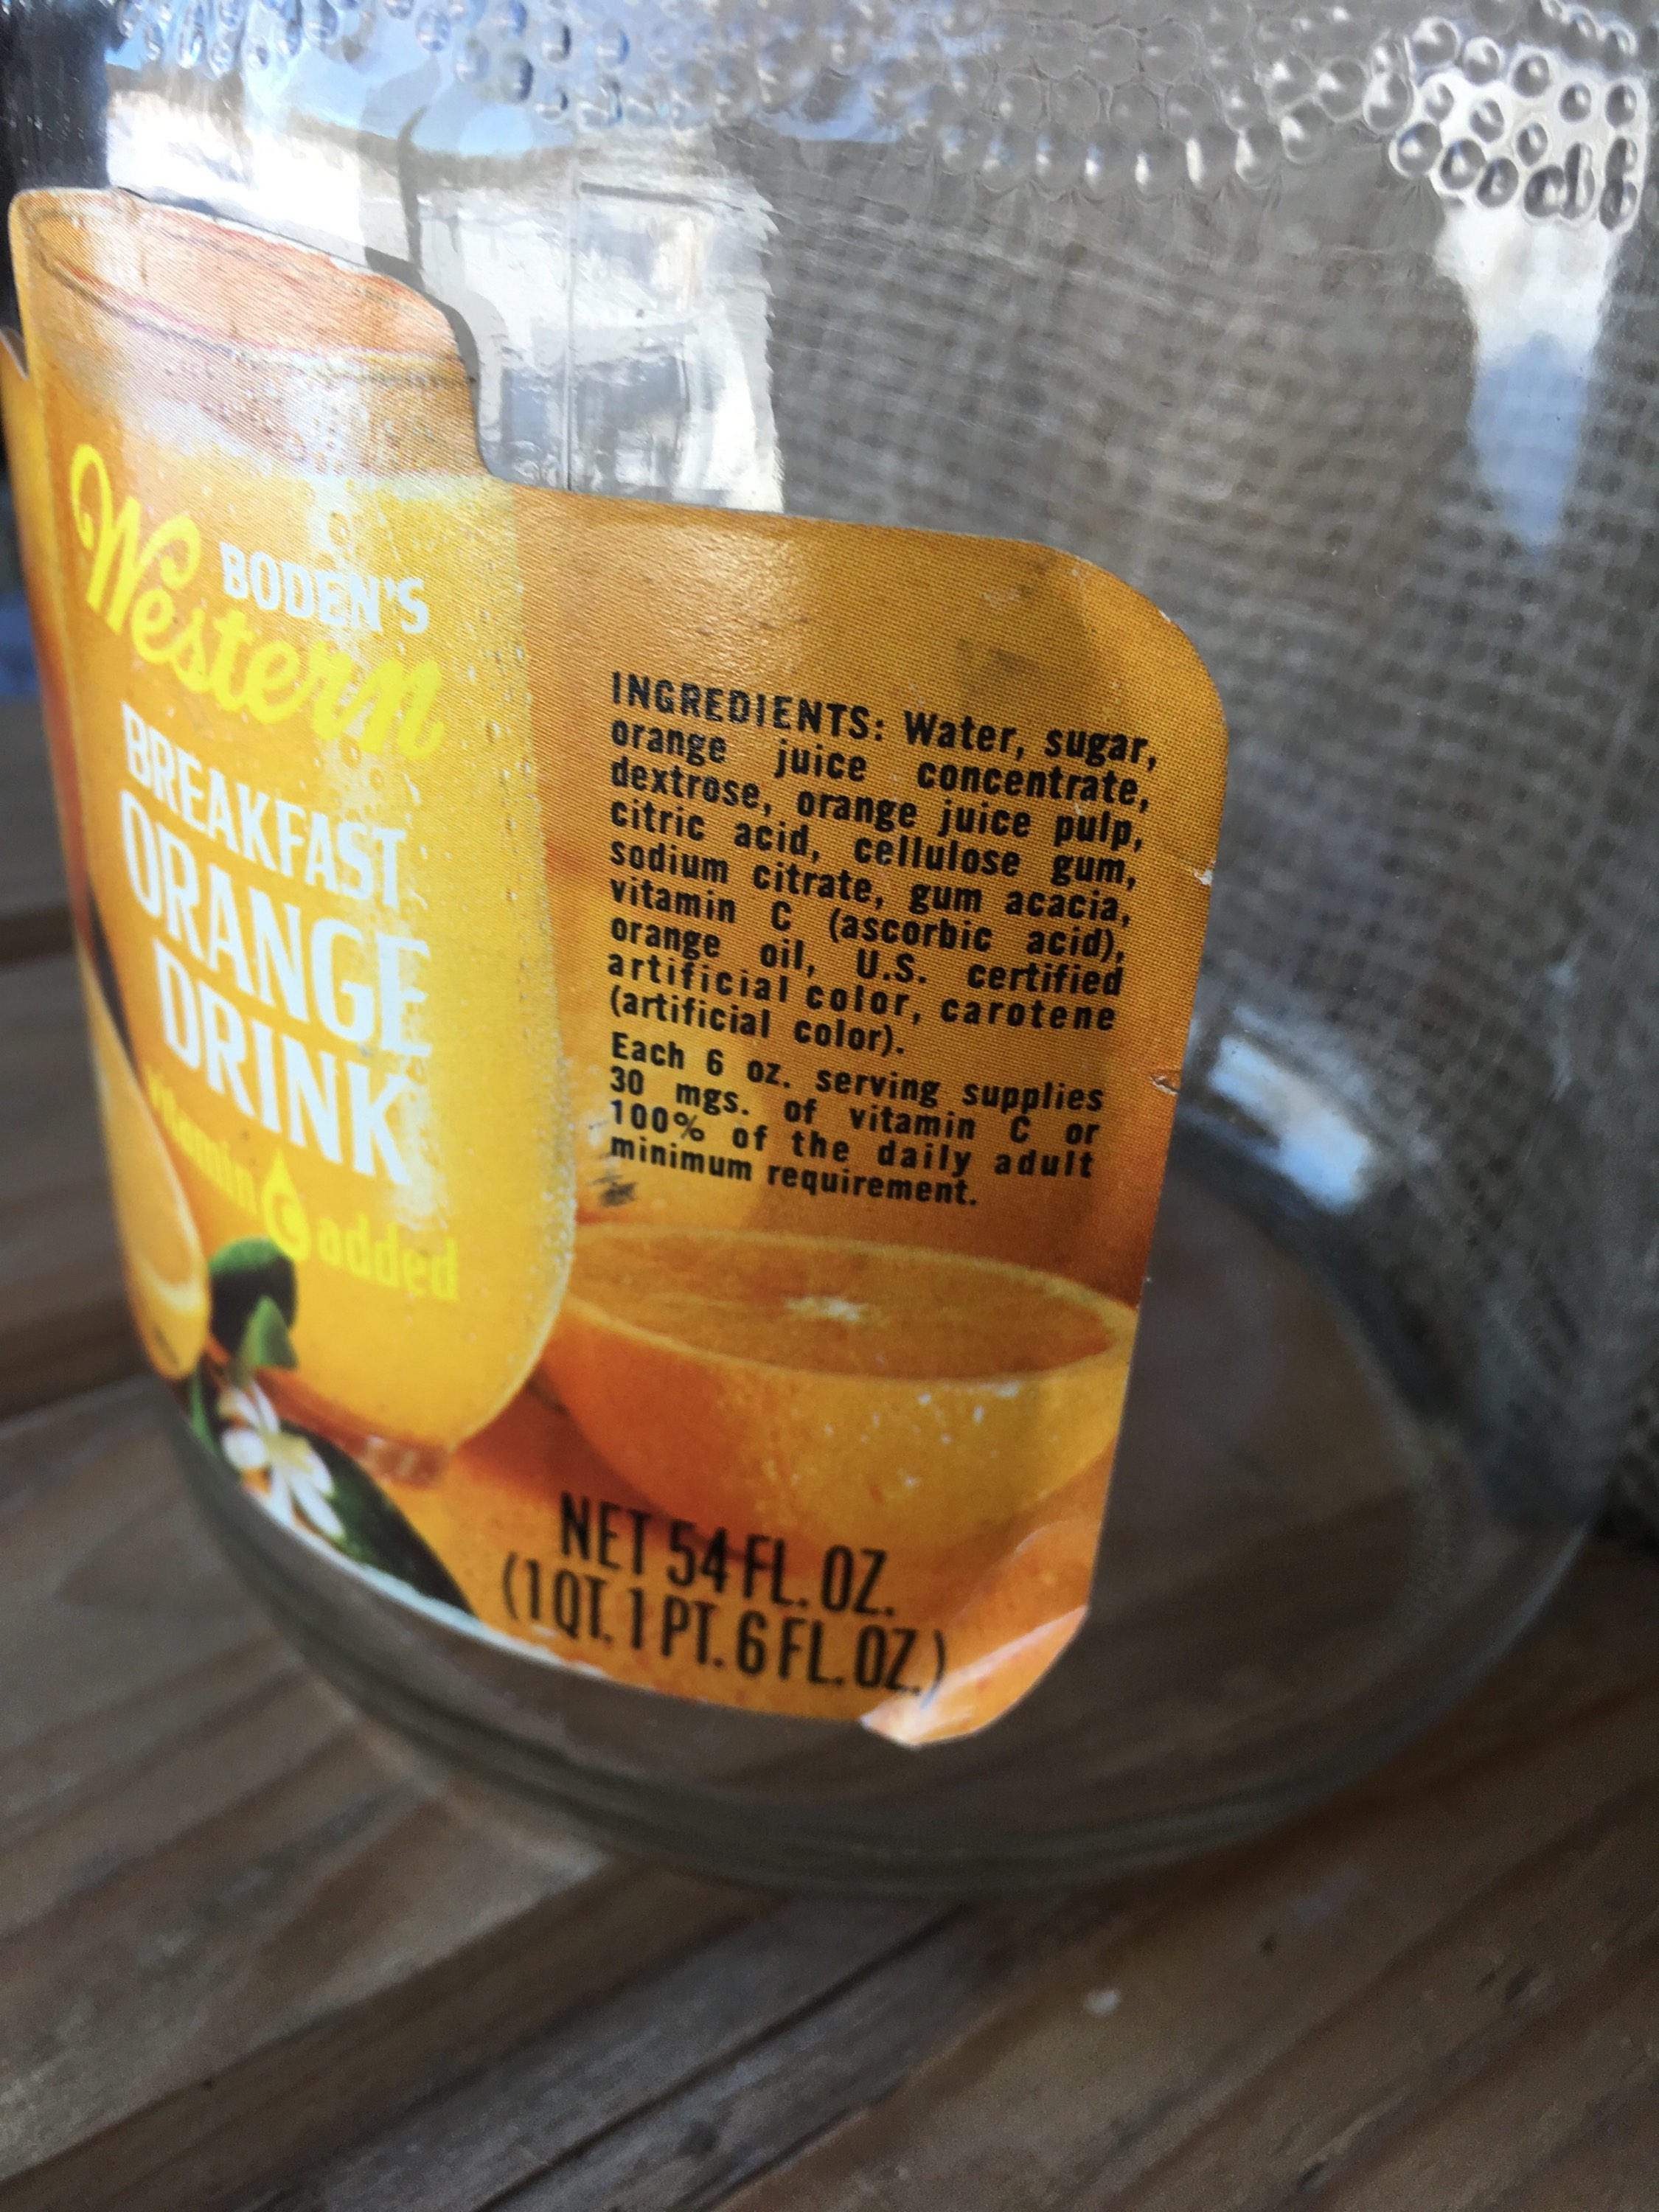 BODEN'S
Western
BREAKFAST
ORANGE
DRINK
vitamin C added
INGREDIENTS: Water, sugar,
orange juice concentrate,
dextrose, orange juice pulp,
citric acid, cellulose gum,
sodium citrate, gum acacia,
vitamin C (ascorbic acid),
orange oil, U.S. certified
artificial color, carotene
(artificial color).
Each 6 oz. serving supplies
30 mgs. of vitamin C or
100% of the daily adult
minimum requirement.
NET 54 FL. OZ.
(1 QT. 1 PT. 6 FL. OZ.)